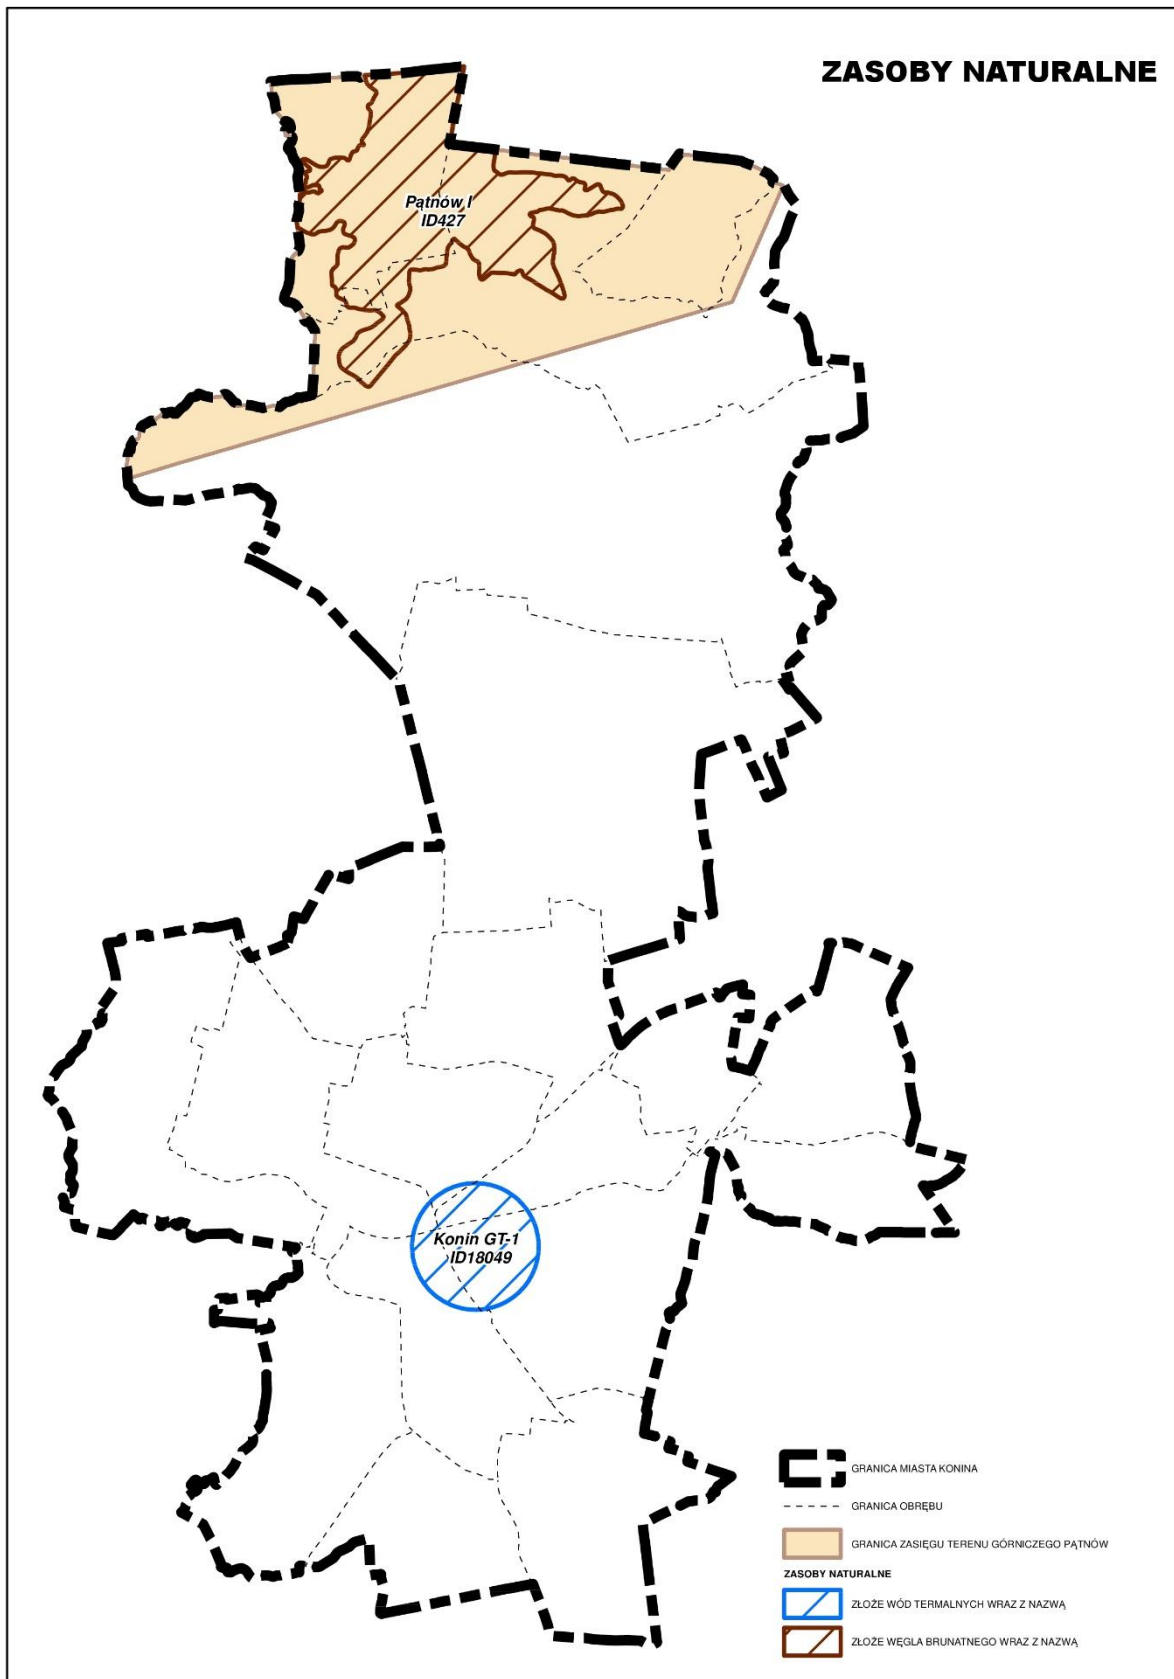 ZASOBY NATURALNE
Pątnów I
ID427
Konin GT-1
ID18049
GRANICA MIASTA KONINA
GRANICA OBRĘBU
GRANICA ZASIĘGU TERENU GÓRNICZEGO PĄTNÓW
ZASOBY NATURALNE
ZŁOŻE WÓD TERMALNYCH WRAZ Z NAZWĄ
ZŁOŻE WĘGLA BRUNATNEGO WRAZ Z NAZWĄ